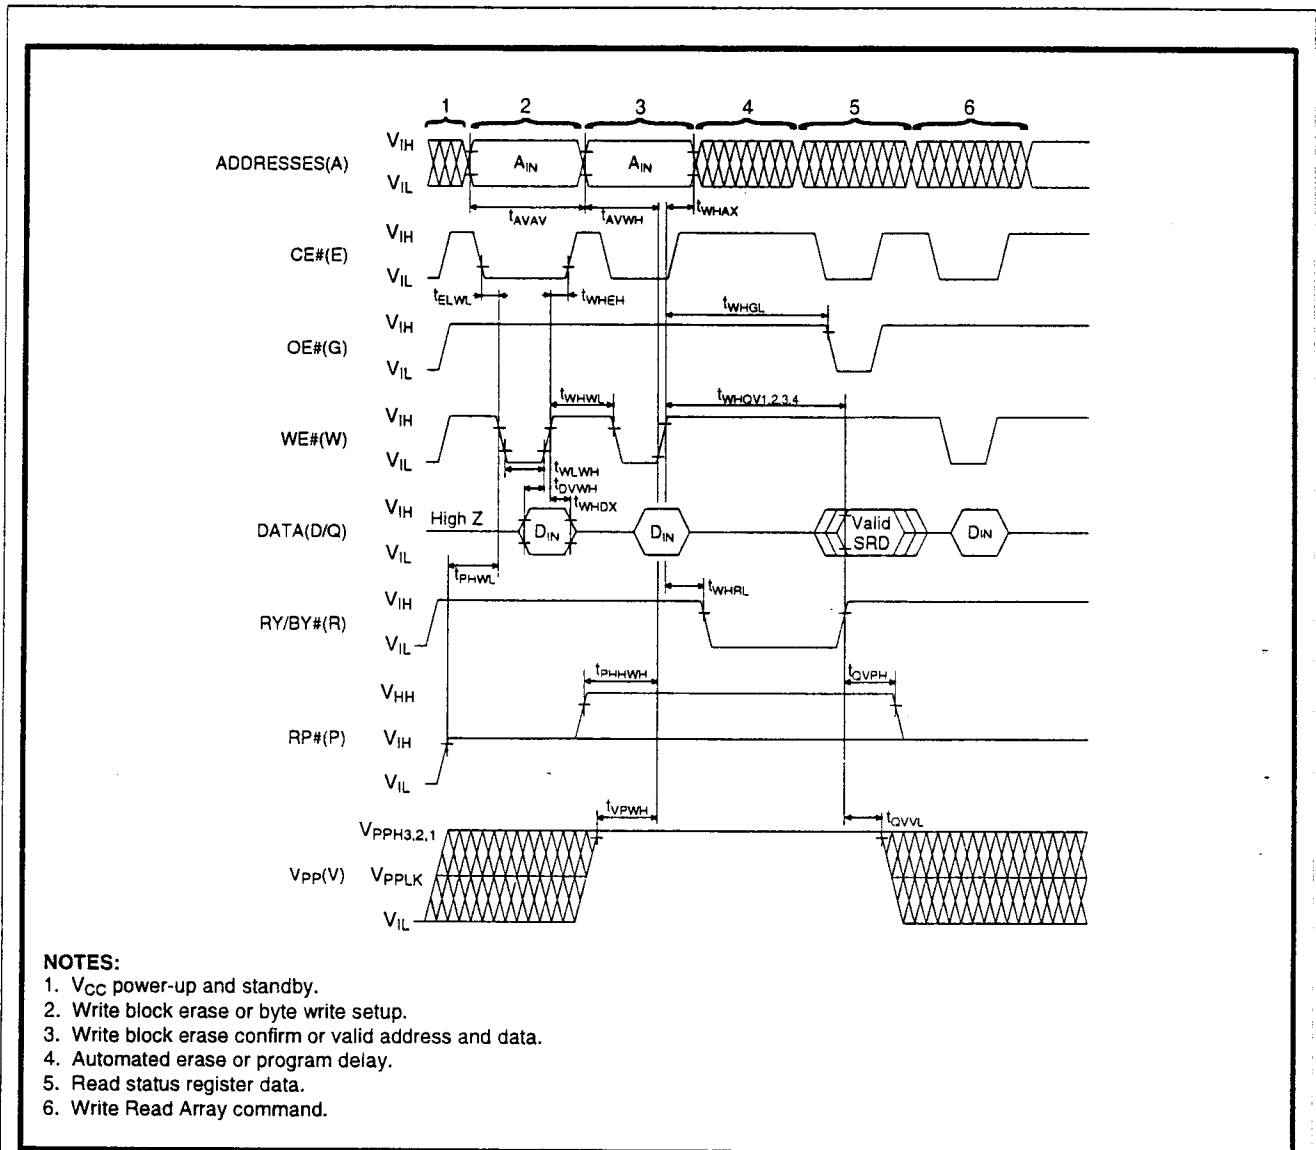 1 2 3 4 5 6
ADDRESSES(A) VIH VIL AIN AIN
tAVAV tAVWH tWHAX
CE#(E) VIH VIL
tELWL tWHEH tWHGL
OE#(G) VIH VIL
tWHWL tWHQV1,2,3,4
WE#(W) VIH VIL
tWLWH
tDVWH
tWHDX
DATA(D/Q) VIH VIL High Z DIN DIN Valid SRD DIN
tPHWL tWHRL
RY/BY#(R) VIH VIL
tPHHWH tQVPH
RP#(P) VHH VIH VIL
tVPWH tQVVL
VPP(V) VPPH3,2,1 VPPLK VIL
NOTES:
1. VCC power-up and standby.
2. Write block erase or byte write setup.
3. Write block erase confirm or valid address and data.
4. Automated erase or program delay.
5. Read status register data.
6. Write Read Array command.